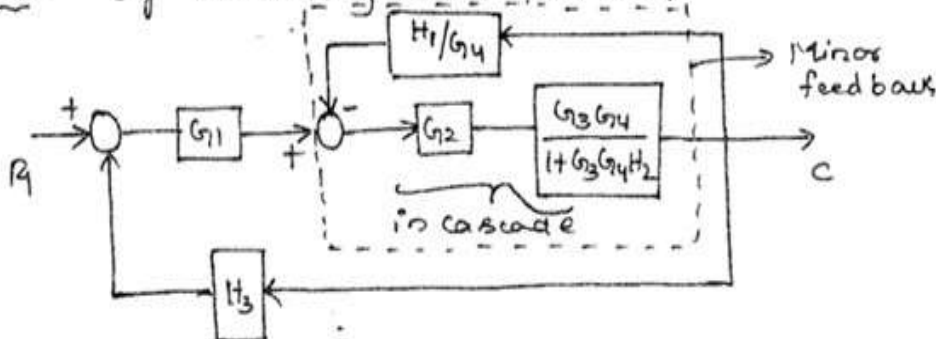 H1/G4
Minor
feedback
+
G1
+
-
G2
G3G4
1+G3G4H2
R
C
in cascade
H3